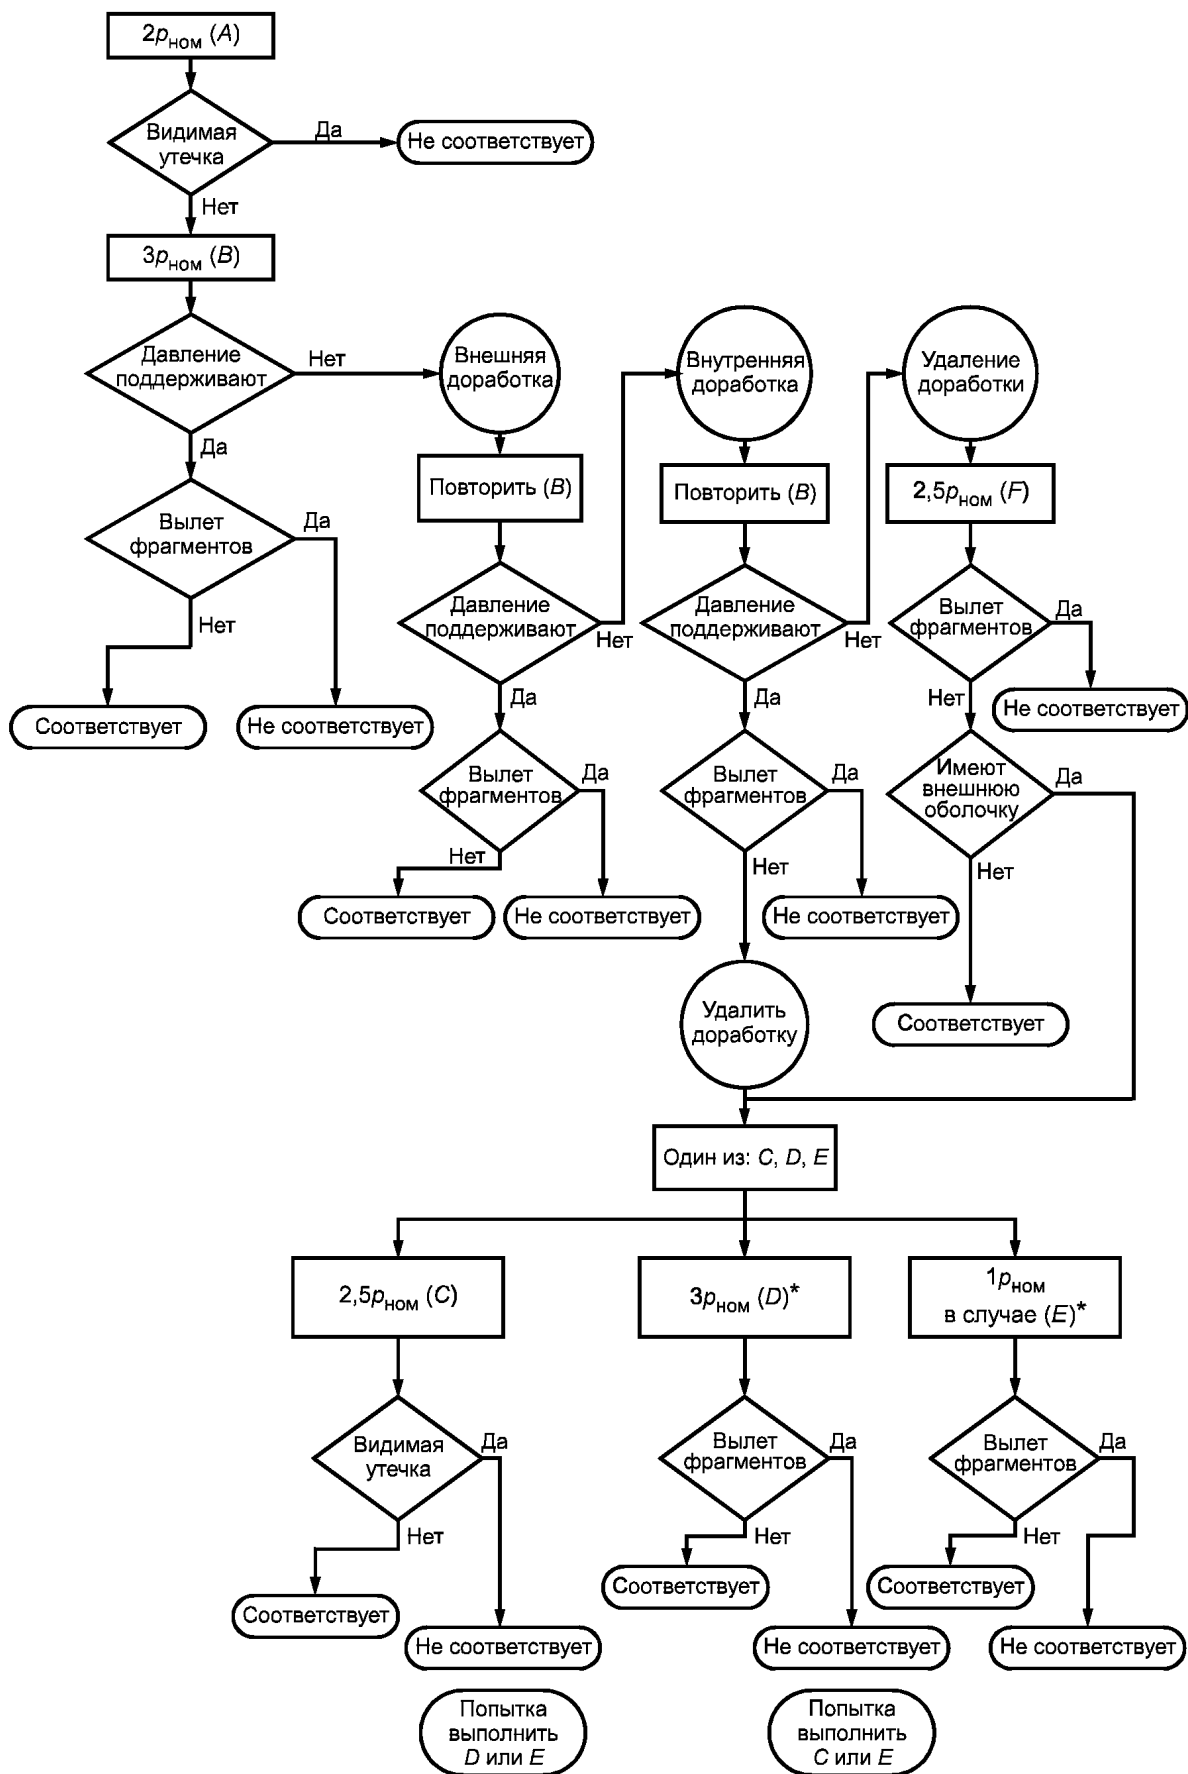 2pном (A)
Видимая
утечка
Да
Не соответствует
Нет
3pном (B)
Давление
поддерживают
Нет
Внешняя
доработка
Внутренняя
доработка
Удаление
доработки
Да
Повторить (B)
Повторить (B)
2,5pном (F)
Вылет
фрагментов
Да
Нет
Давление
поддерживают
Нет
Давление
поддерживают
Нет
Вылет
фрагментов
Да
Соответствует
Не соответствует
Да
Да
Нет
Не соответствует
Вылет
фрагментов
Да
Вылет
фрагментов
Да
Имеют
внешнюю
оболочку
Да
Нет
Нет
Нет
Соответствует
Не соответствует
Не соответствует
Удалить
доработку
Соответствует
Один из: C, D, E
2,5pном (C)
3pном (D)*
1pном
в случае (E)*
Видимая
утечка
Да
Вылет
фрагментов
Да
Вылет
фрагментов
Да
Нет
Нет
Нет
Соответствует
Не соответствует
Соответствует
Не соответствует
Соответствует
Не соответствует
Попытка
выполнить
D или E
Попытка
выполнить
C или E